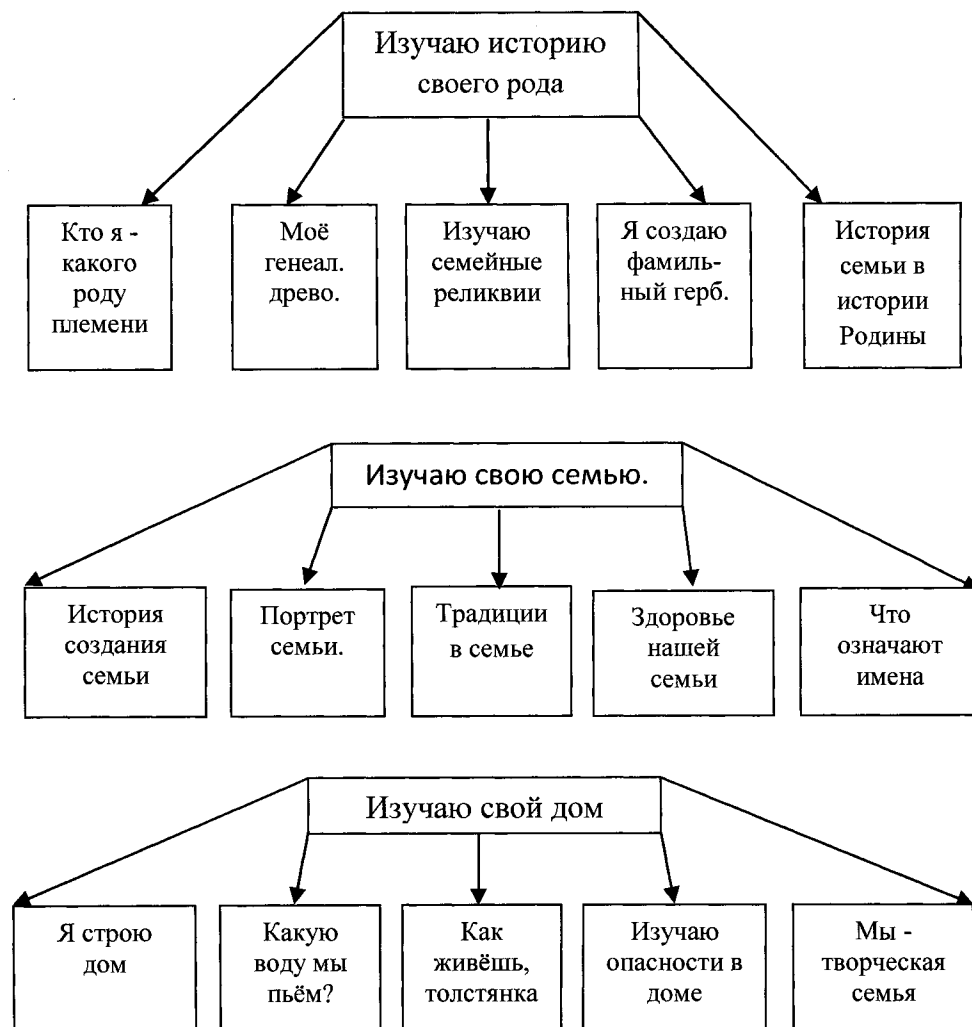 Изучаю историю
своего рода
Кто я -
какого
роду
племени
Моё
генеал.
древо.
Изучаю
семейные
реликвии
Я создаю
фамиль-
ный герб.
История
семьи в
истории
Родины
Изучаю свою семью.
История
создания
семьи
Портрет
семьи.
Традиции
в семье
Здоровье
нашей
семьи
Что
означают
имена
Изучаю свой дом
Я строю
дом
Какую
воду мы
пьём?
Как
живёшь,
толстянка
Изучаю
опасности в
доме
Мы -
творческая
семья